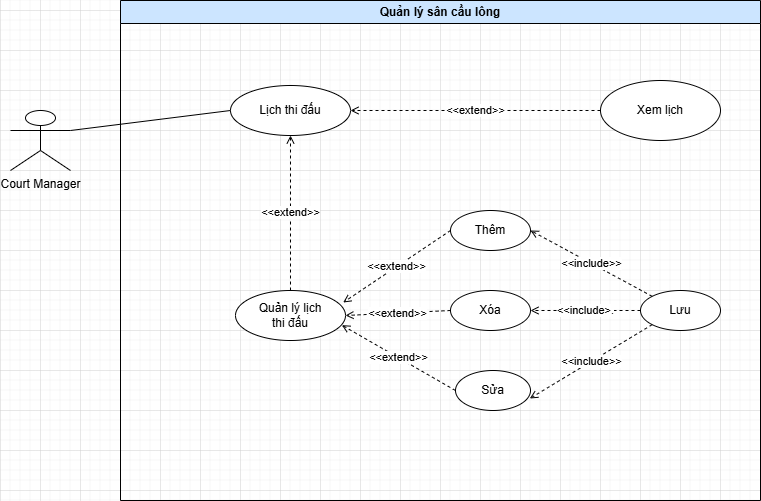 Quản lý sân cầu lông
Lịch thi đấu
<<extend>>
Xem lịch
Court Manager
<<extend>>
Thêm
<<extend>>
<<include>>
Quản lý lịch
thi đấu
<<extend>>
Xóa
<<include>
Lưu
<<extend>>
<<include>>
Sửa